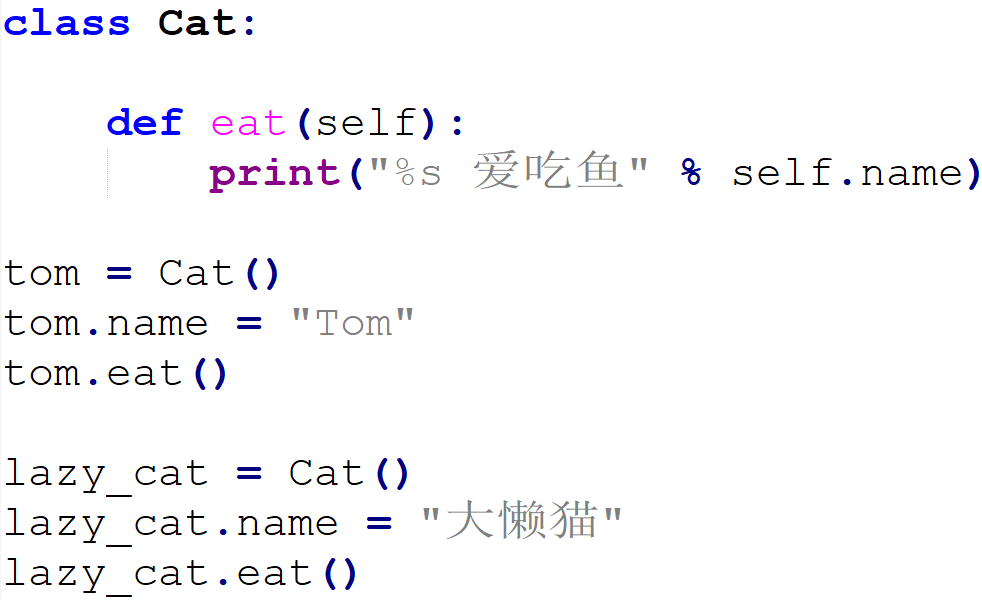 class Cat:
    def eat(self):
        print("%s 爱吃鱼" % self.name)
tom = Cat()
tom.name = "Tom"
tom.eat()
lazy_cat = Cat()
lazy_cat.name = "大懒猫"
lazy_cat.eat()